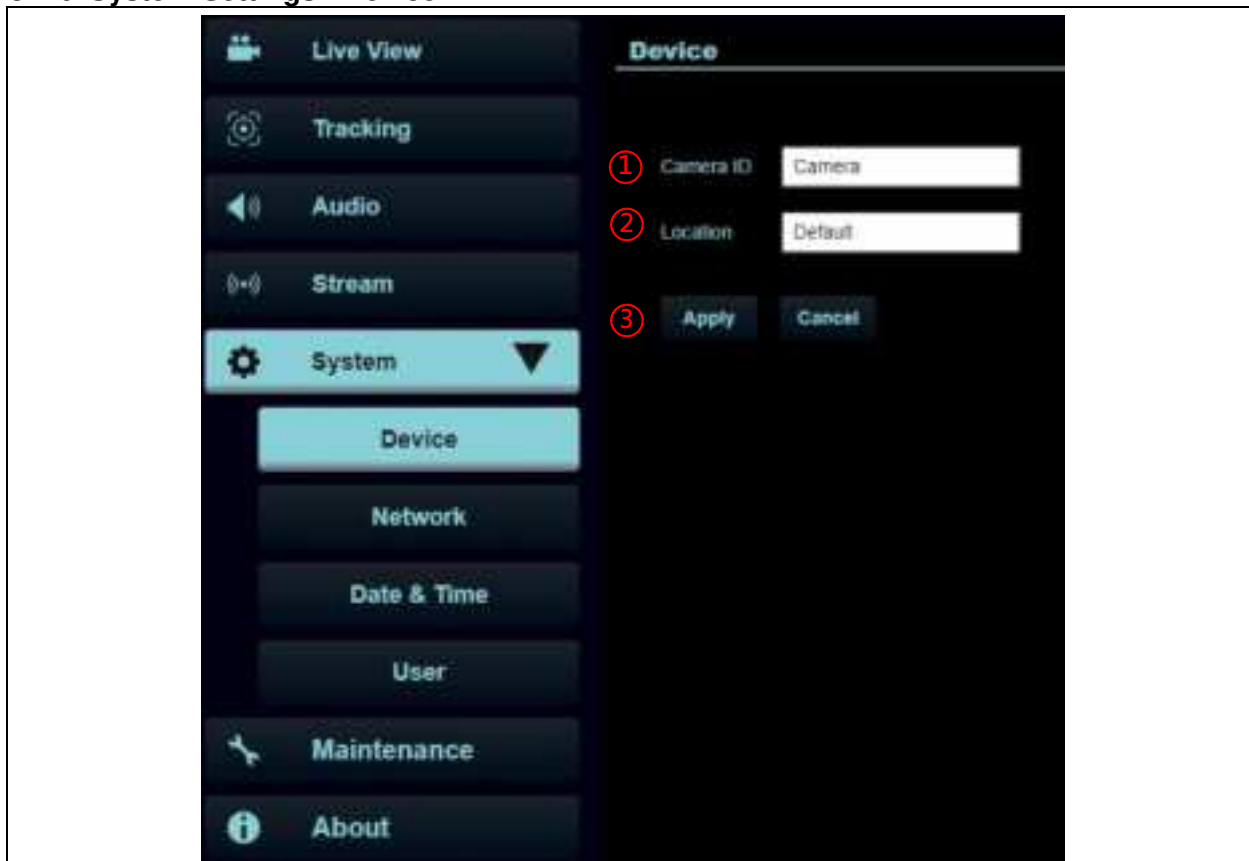 Live View
Device
Tracking
① Camera ID Camera
Audio
② Location Default
Stream
③ Apply Cancel
System
Device
Network
Date & Time
User
Maintenance
About